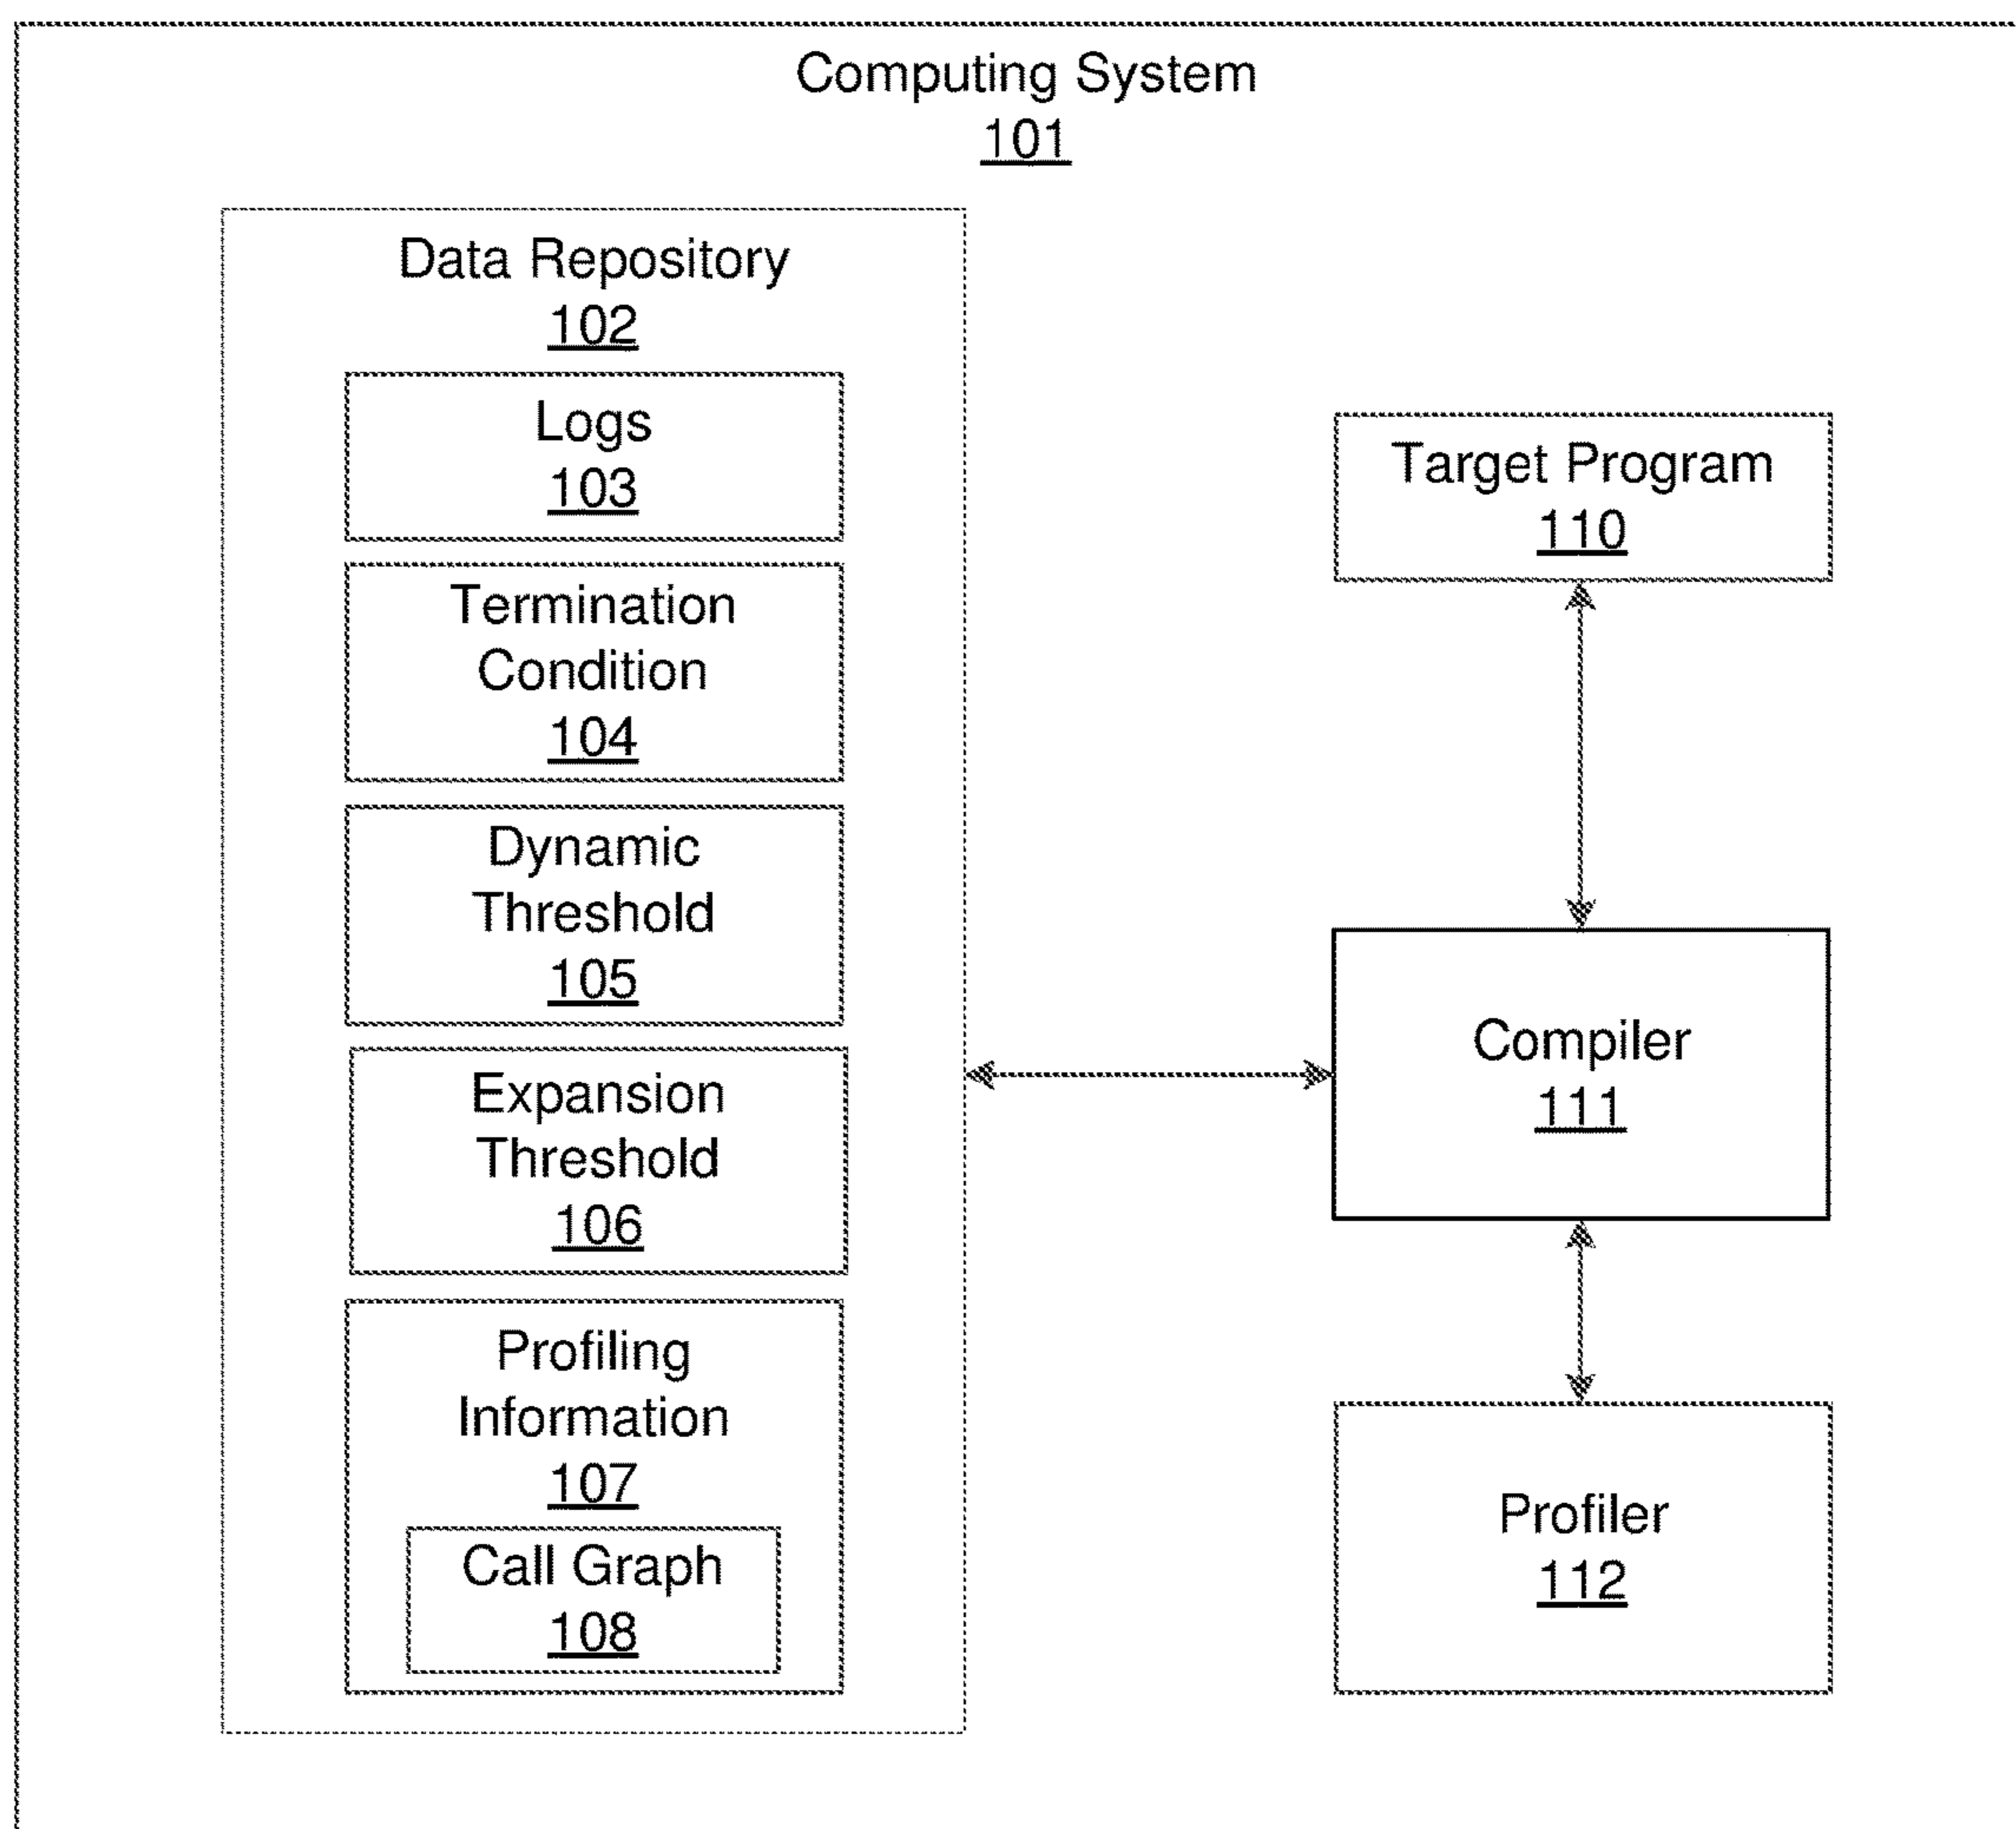 Computing System
101
Data Repository
102
Logs
103
Termination
Condition
104
Dynamic
Threshold
105
Expansion
Threshold
106
Profiling
Information
107
Call Graph
108
Target Program
110
Compiler
111
Profiler
112